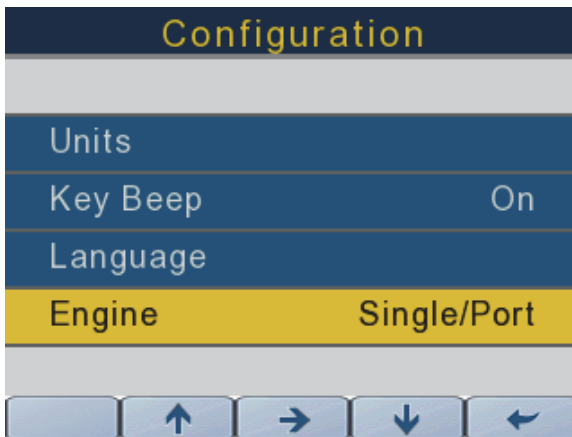 Configuration
Units
Key Beep On
Language
Engine Single/Port